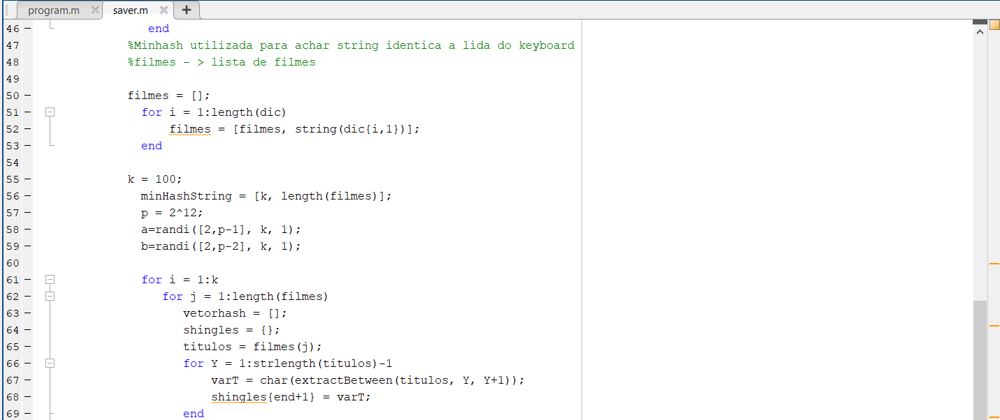 program.m saver.m +
46 end
47 %Minhash utilizada para achar string identica a lida do keyboard
48 %filmes - > lista de filmes
49
50 filmes = [];
51 for i = 1:length(dic)
52 filmes = [filmes, string(dic{i,1})];
53 end
54
55 k = 100;
56 minHashString = [k, length(filmes)];
57 p = 2^12;
58 a=randi([2,p-1], k, 1);
59 b=randi([2,p-2], k, 1);
60
61 for i = 1:k
62 for j = 1:length(filmes)
63 vetorhash = [];
64 shingles = {};
65 titulos = filmes(j);
66 for Y = 1:strlength(titulos)-1
67 varT = char(extractBetween(titulos, Y, Y+1));
68 shingles{end+1} = varT;
69 end